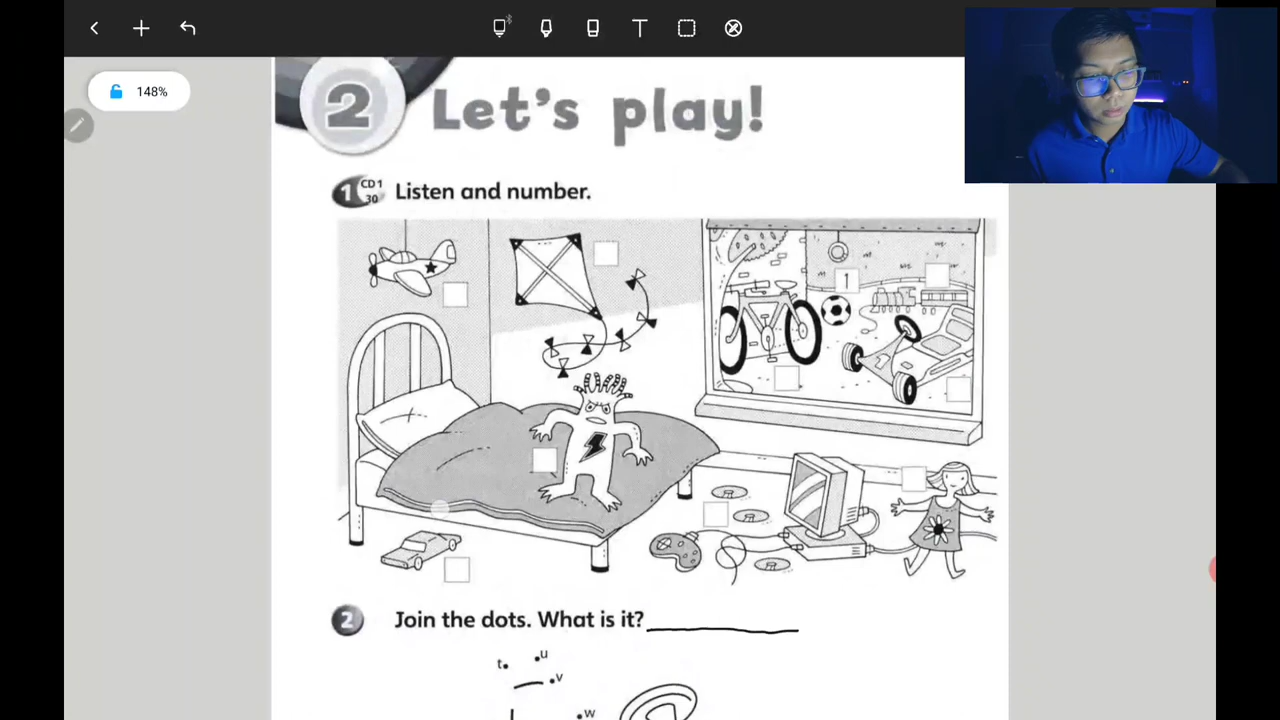 148%
2 Let's play!
1 CD1 30 Listen and number.
1
2 Join the dots. What is it?
t u
v
w